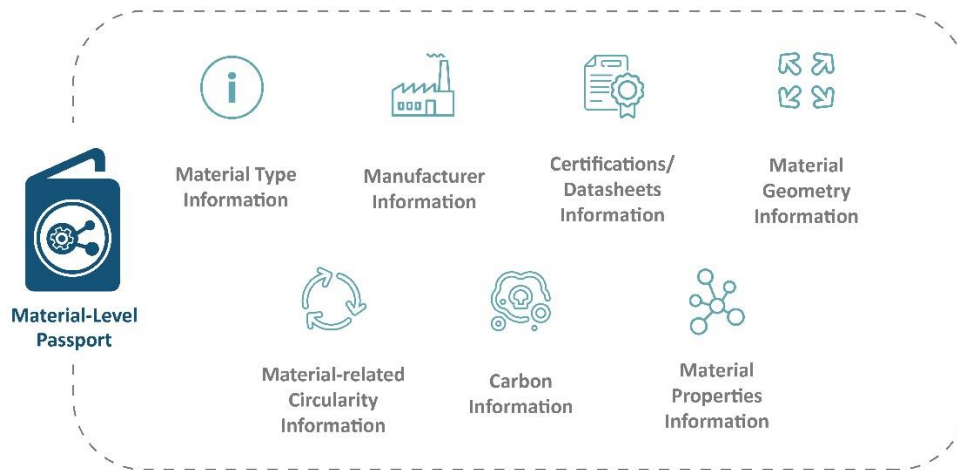 Material Type
Information
Manufacturer
Information
Certifications/
Datasheets
Information
Material
Geometry
Information
Material-Level
Passport
Material-related
Circularity
Information
Carbon
Information
Material
Properties
Information